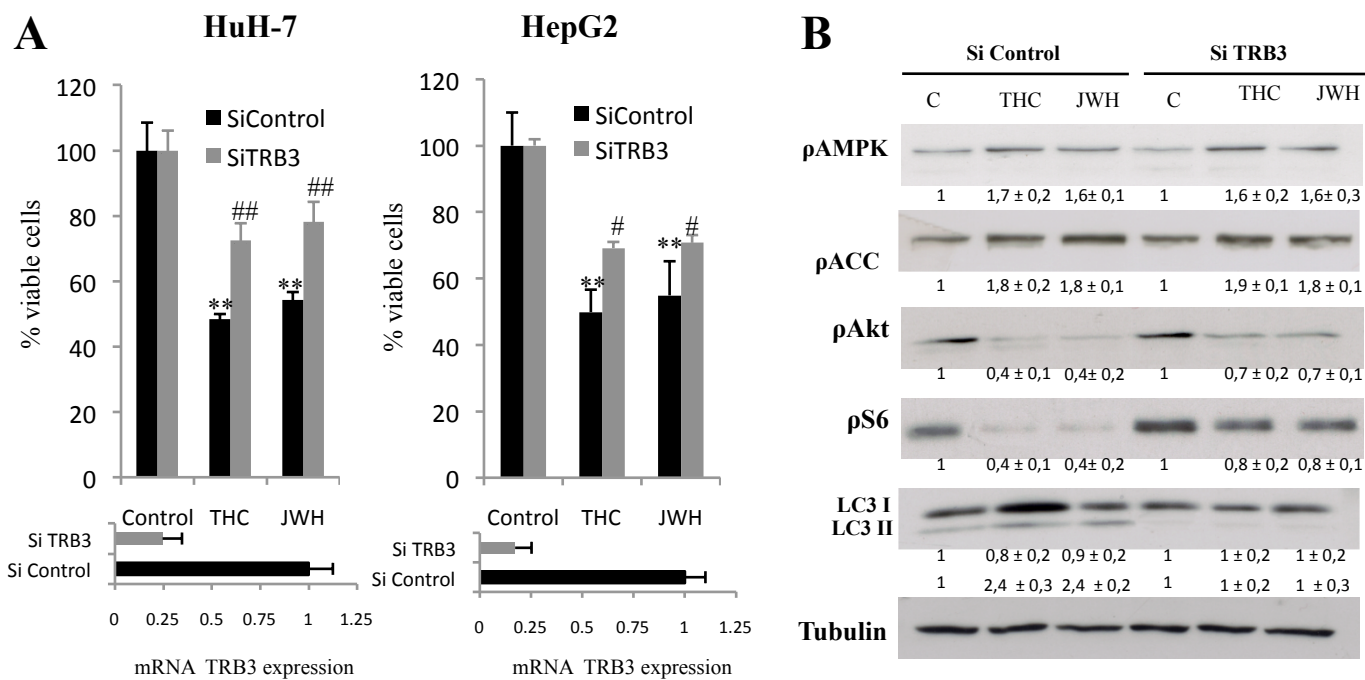 A
HuH-7
HepG2
% viable cells
120
100
80
60
40
20
0
SiControl
SiTRB3
**
##
**
##
Control THC JWH
Si TRB3
Si Control
0 0.25 0.5 0.75 1 1.25
mRNA TRB3 expression
% viable cells
120
100
80
60
40
20
0
SiControl
SiTRB3
**
#
**
#
Control THC JWH
Si TRB3
Si Control
0 0.25 0.5 0.75 1 1.25
mRNA TRB3 expression
B
Si Control Si TRB3
C THC JWH C THC JWH
ρAMPK
1 1,7 ± 0,2 1,6± 0,1 1 1,6 ± 0,2 1,6± 0,3
ρACC
1 1,8 ± 0,2 1,8 ± 0,1 1 1,9 ± 0,1 1,8 ± 0,1
ρAkt
1 0,4 ± 0,1 0,4± 0,2 1 0,7 ± 0,2 0,7 ± 0,1
ρS6
1 0,4 ± 0,1 0,4± 0,2 1 0,8 ± 0,2 0,8 ± 0,1
LC3 I
LC3 II
1 0,8 ± 0,2 0,9 ± 0,2 1 1 ± 0,2 1 ± 0,2
1 2,4 ± 0,3 2,4 ± 0,2 1 1 ± 0,2 1 ± 0,3
Tubulin